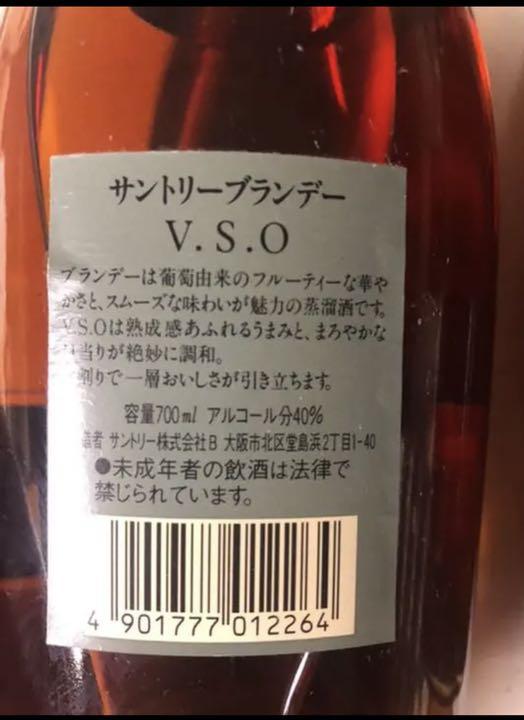 サントリーブランデー
V.S.O
ブランデーは葡萄由来のフルーティーな華や
かさと、スムーズな味わいが魅力の蒸溜酒です。
V.S.Oは熟成感あふれるうまみと、まろやかな
当りが絶妙に調和。
割りで一層おいしさが引き立ちます。
容量700ml アルコール分40%
造者 サントリー株式会社B 大阪市北区堂島浜2丁目1-40
●未成年者の飲酒は法律で
禁じられています。
4 901777 012264